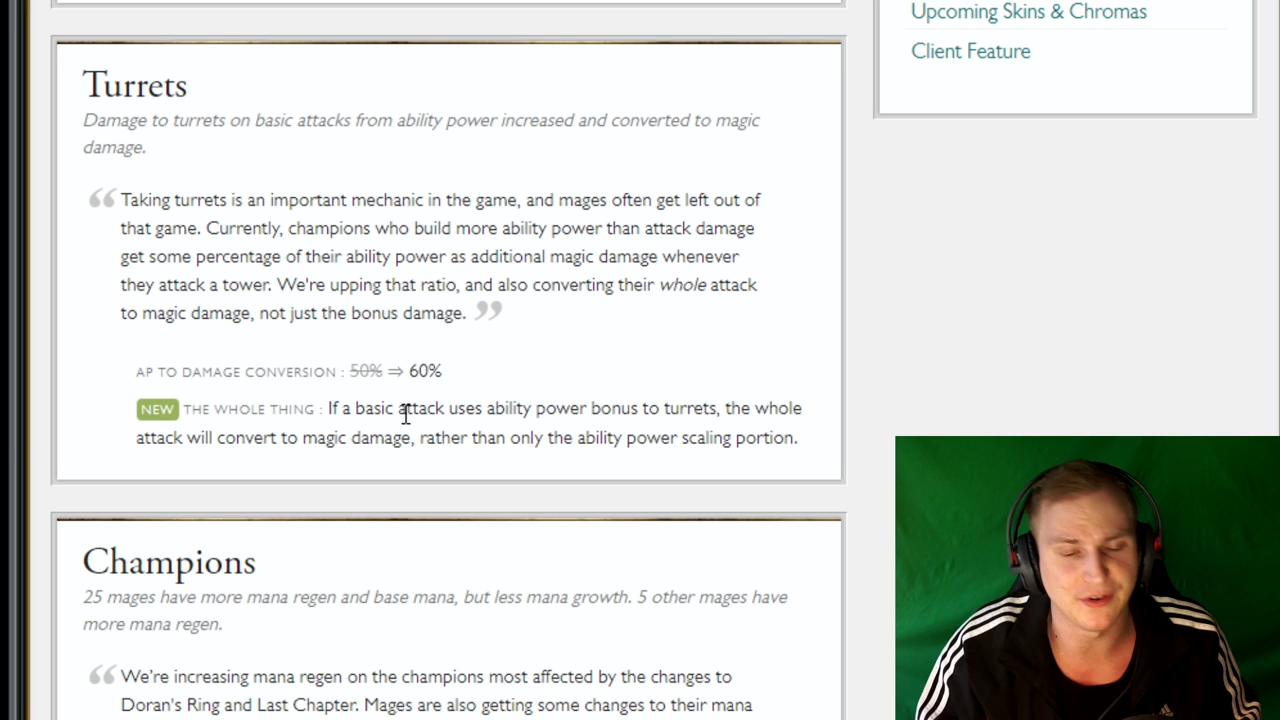 Upcoming Skins & Chromas
Client Feature
Turrets
Damage to turrets on basic attacks from ability power increased and converted to magic
damage.
“ Taking turrets is an important mechanic in the game, and mages often get left out of
that game. Currently, champions who build more ability power than attack damage
get some percentage of their ability power as additional magic damage whenever
they attack a tower. We're upping that ratio, and also converting their whole attack
to magic damage, not just the bonus damage. ”
AP TO DAMAGE CONVERSION : 50% ⇒ 60%
NEW THE WHOLE THING : If a basic attack uses ability power bonus to turrets, the whole
attack will convert to magic damage, rather than only the ability power scaling portion.
Champions
25 mages have more mana regen and base mana, but less mana growth. 5 other mages have
more mana regen.
“ We’re increasing mana regen on the champions most affected by the changes to
Doran's Ring and Last Chapter. Mages are also getting some changes to their mana